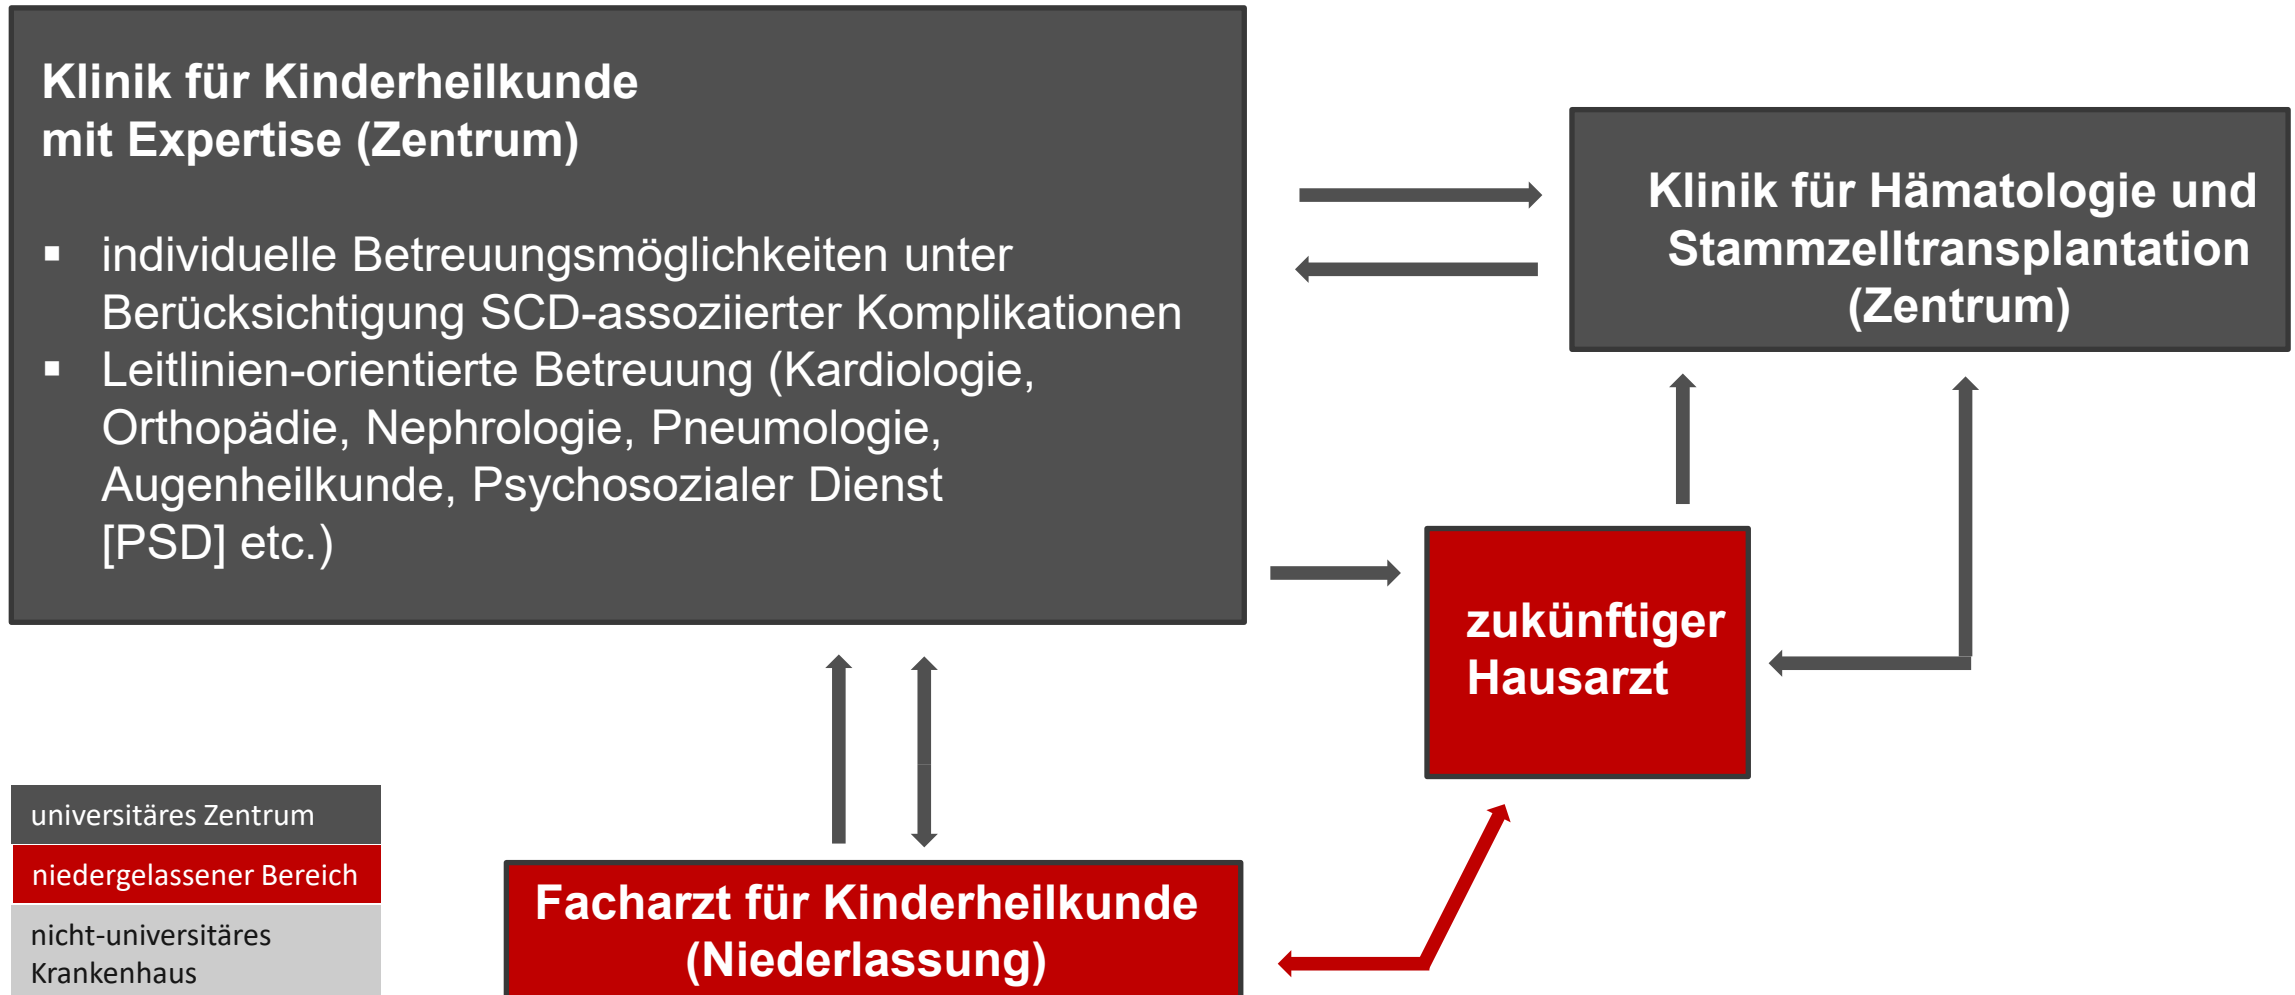 Klinik für Kinderheilkunde
mit Expertise (Zentrum)
▪ individuelle Betreuungsmöglichkeiten unter
Berücksichtigung SCD-assoziierter Komplikationen
▪ Leitlinien-orientierte Betreuung (Kardiologie,
Orthopädie, Nephrologie, Pneumologie,
Augenheilkunde, Psychosozialer Dienst
[PSD] etc.)
Klinik für Hämatologie und
Stammzelltransplantation
(Zentrum)
zukünftiger
Hausarzt
universitäres Zentrum
niedergelassener Bereich
nicht-universitäres
Krankenhaus
Facharzt für Kinderheilkunde
(Niederlassung)